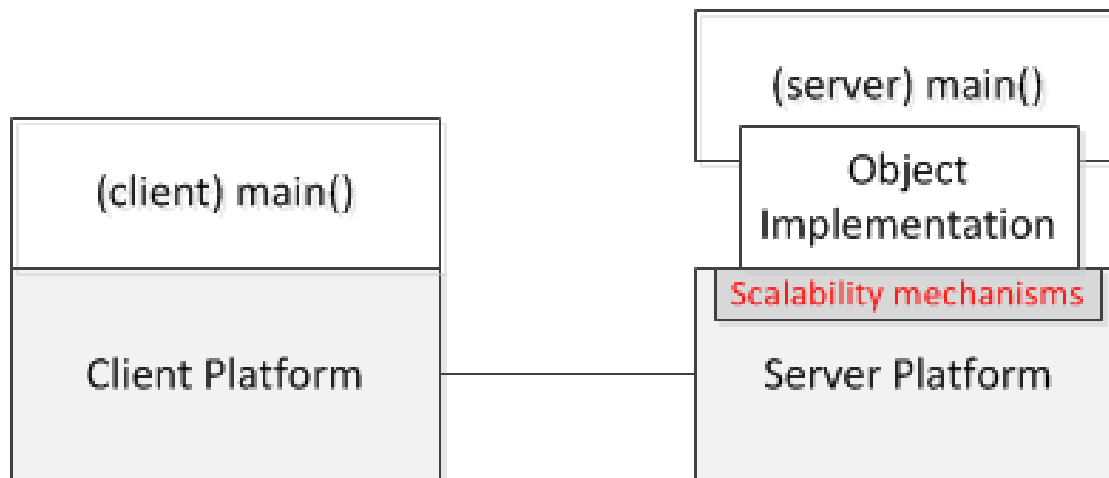 (client) main()
Client Platform
(server) main()
Object
Implementation
Scalability mechanisms
Server Platform